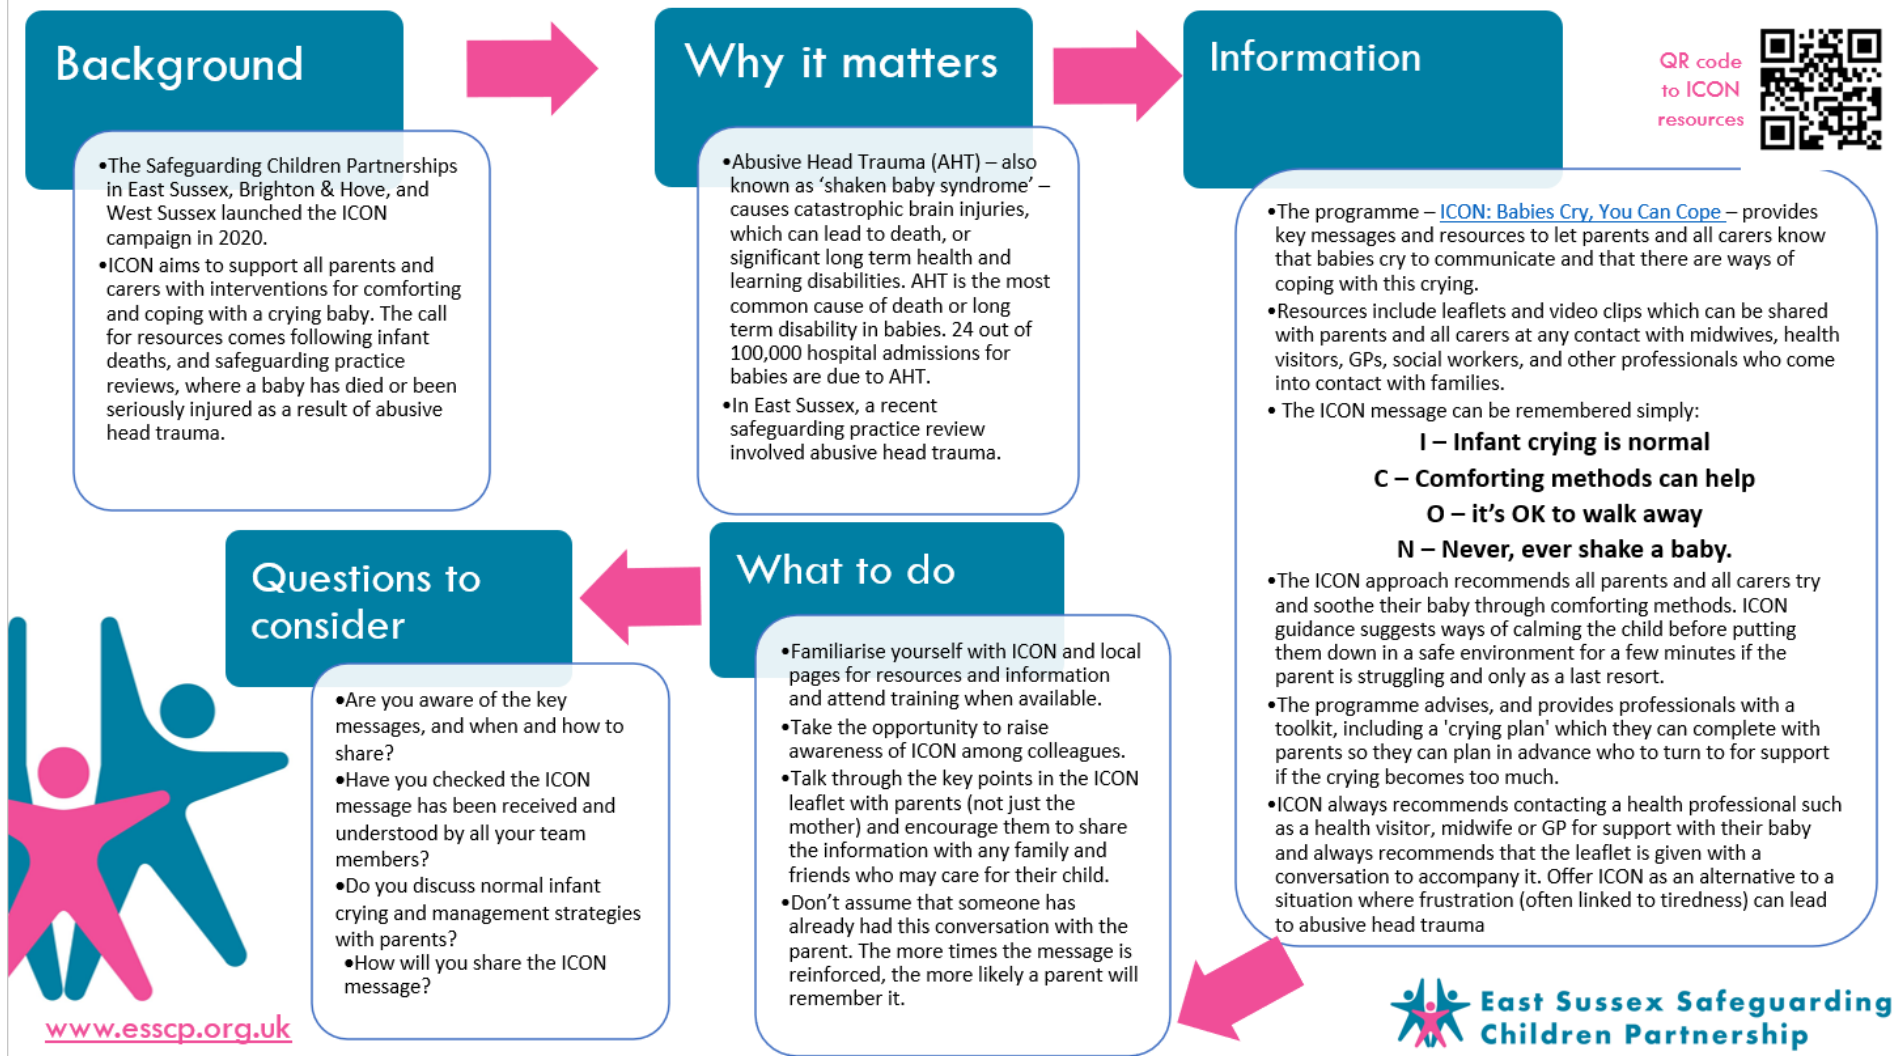 Background
•The Safeguarding Children Partnerships
in East Sussex, Brighton & Hove, and
West Sussex launched the ICON
campaign in 2020.
•ICON aims to support all parents and
carers with interventions for comforting
and coping with a crying baby. The call
for resources comes following infant
deaths, and safeguarding practice
reviews, where a baby has died or been
seriously injured as a result of abusive
head trauma.
Why it matters
•Abusive Head Trauma (AHT) – also
known as ‘shaken baby syndrome’ –
causes catastrophic brain injuries,
which can lead to death, or
significant long term health and
learning disabilities. AHT is the most
common cause of death or long
term disability in babies. 24 out of
100,000 hospital admissions for
babies are due to AHT.
•In East Sussex, a recent
safeguarding practice review
involved abusive head trauma.
Information
QR code
to ICON
resources
•The programme – ICON: Babies Cry, You Can Cope – provides
key messages and resources to let parents and all carers know
that babies cry to communicate and that there are ways of
coping with this crying.
•Resources include leaflets and video clips which can be shared
with parents and all carers at any contact with midwives, health
visitors, GPs, social workers, and other professionals who come
into contact with families.
• The ICON message can be remembered simply:
I – Infant crying is normal
C – Comforting methods can help
O – it’s OK to walk away
N – Never, ever shake a baby.
•The ICON approach recommends all parents and all carers try
and soothe their baby through comforting methods. ICON
guidance suggests ways of calming the child before putting
them down in a safe environment for a few minutes if the
parent is struggling and only as a last resort.
•The programme advises, and provides professionals with a
toolkit, including a 'crying plan' which they can complete with
parents so they can plan in advance who to turn to for support
if the crying becomes too much.
•ICON always recommends contacting a health professional such
as a health visitor, midwife or GP for support with their baby
and always recommends that the leaflet is given with a
conversation to accompany it. Offer ICON as an alternative to a
situation where frustration (often linked to tiredness) can lead
to abusive head trauma
What to do
•Familiarise yourself with ICON and local
pages for resources and information
and attend training when available.
•Take the opportunity to raise
awareness of ICON among colleagues.
•Talk through the key points in the ICON
leaflet with parents (not just the
mother) and encourage them to share
the information with any family and
friends who may care for their child.
•Don’t assume that someone has
already had this conversation with the
parent. The more times the message is
reinforced, the more likely a parent will
remember it.
Questions to
consider
•Are you aware of the key
messages, and when and how to
share?
•Have you checked the ICON
message has been received and
understood by all your team
members?
•Do you discuss normal infant
crying and management strategies
with parents?
•How will you share the ICON
message?
www.esscp.org.uk
East Sussex Safeguarding
Children Partnership